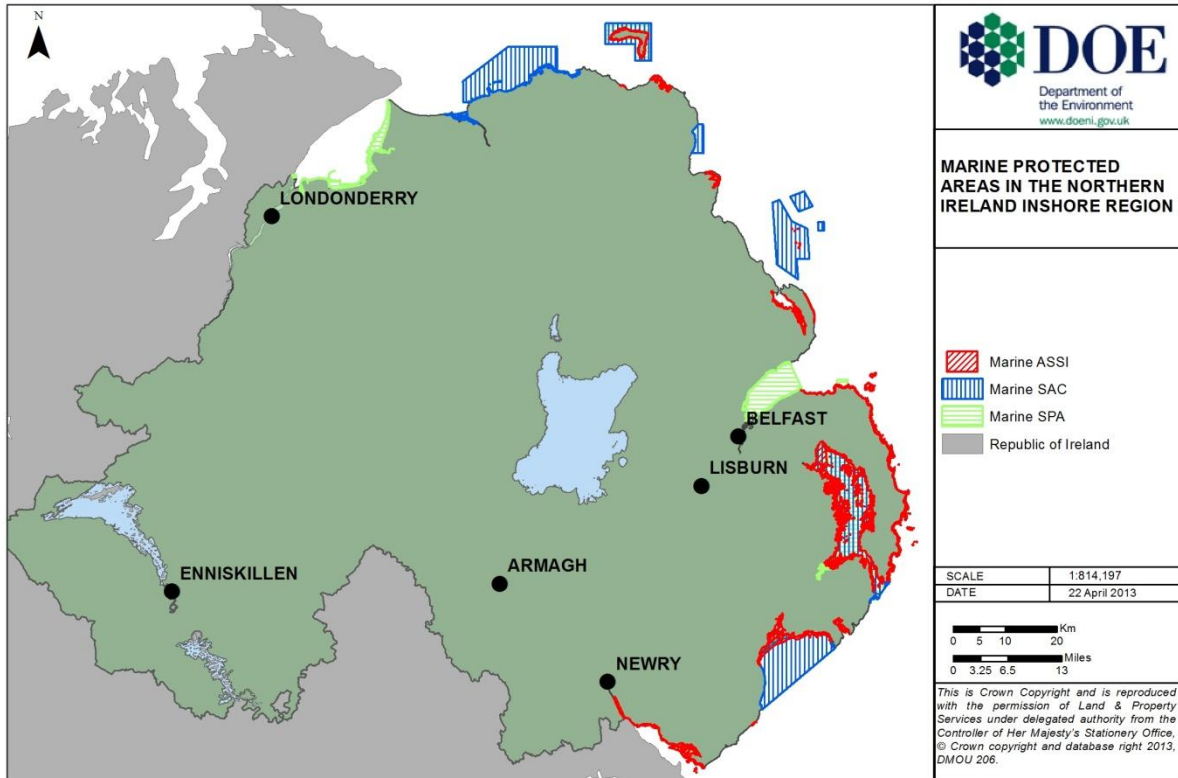 N
LONDONDERRY
BELFAST
LISBURN
ENNISKILLEN
ARMAGH
NEWRY
DOE
Department of
the Environment
www.doeni.gov.uk
MARINE PROTECTED
AREAS IN THE NORTHERN
IRELAND INSHORE REGION
Marine ASSI
Marine SAC
Marine SPA
Republic of Ireland
SCALE 1:814,197
DATE 22 April 2013
Km
0 5 10 20
Miles
0 3.25 6.5 13
This is Crown Copyright and is reproduced
with the permission of Land & Property
Services under delegated authority from the
Controller of Her Majesty's Stationery Office,
© Crown copyright and database right 2013,
DMOU 206.